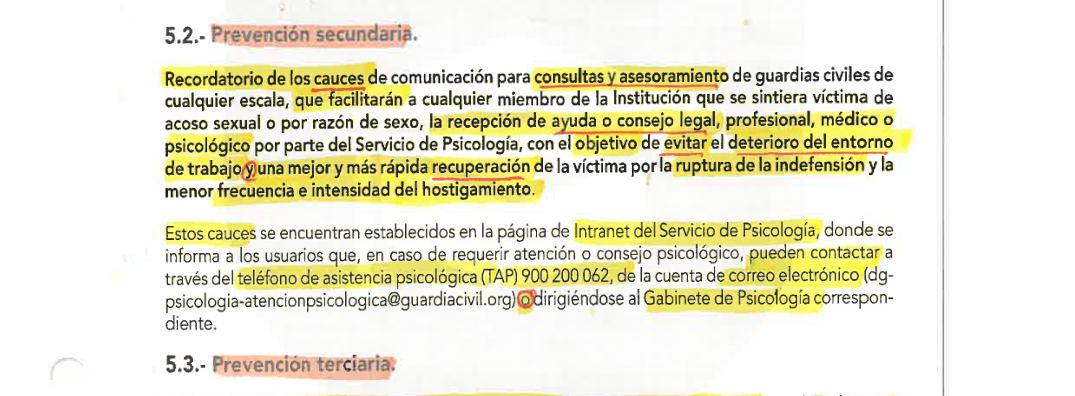 5.2.- Prevención secundaria.
Recordatorio de los cauces de comunicación para consultas y asesoramiento de guardias civiles de
cualquier escala, que facilitarán a cualquier miembro de la Institución que se sintiera víctima de
acoso sexual o por razón de sexo, la recepción de ayuda o consejo legal, profesional, médico o
psicológico por parte del Servicio de Psicología, con el objetivo de evitar el deterioro del entorno
de trabajo y una mejor y más rápida recuperación de la víctima por la ruptura de la indefensión y la
menor frecuencia e intensidad del hostigamiento.
Estos cauces se encuentran establecidos en la página de Intranet del Servicio de Psicología, donde se
informa a los usuarios que, en caso de requerir atención o consejo psicológico, pueden contactar a
través del teléfono de asistencia psicológica (TAP) 900 200 062, de la cuenta de correo electrónico (dg-
psicologia-atencionpsicologica@guardiacivil.org) o dirigiéndose al Gabinete de Psicología correspon-
diente.
5.3.- Prevención terciaria.